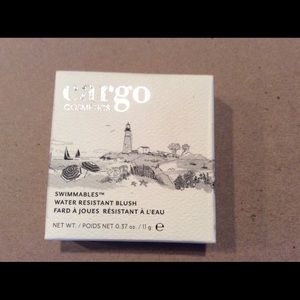 cargo
COSMETICS
SWIMMABLES™
WATER RESISTANT BLUSH
FARD À JOUES RÉSISTANT À L'EAU
NET WT. / POIDS NET 0.37 oz. / 11 g ℮